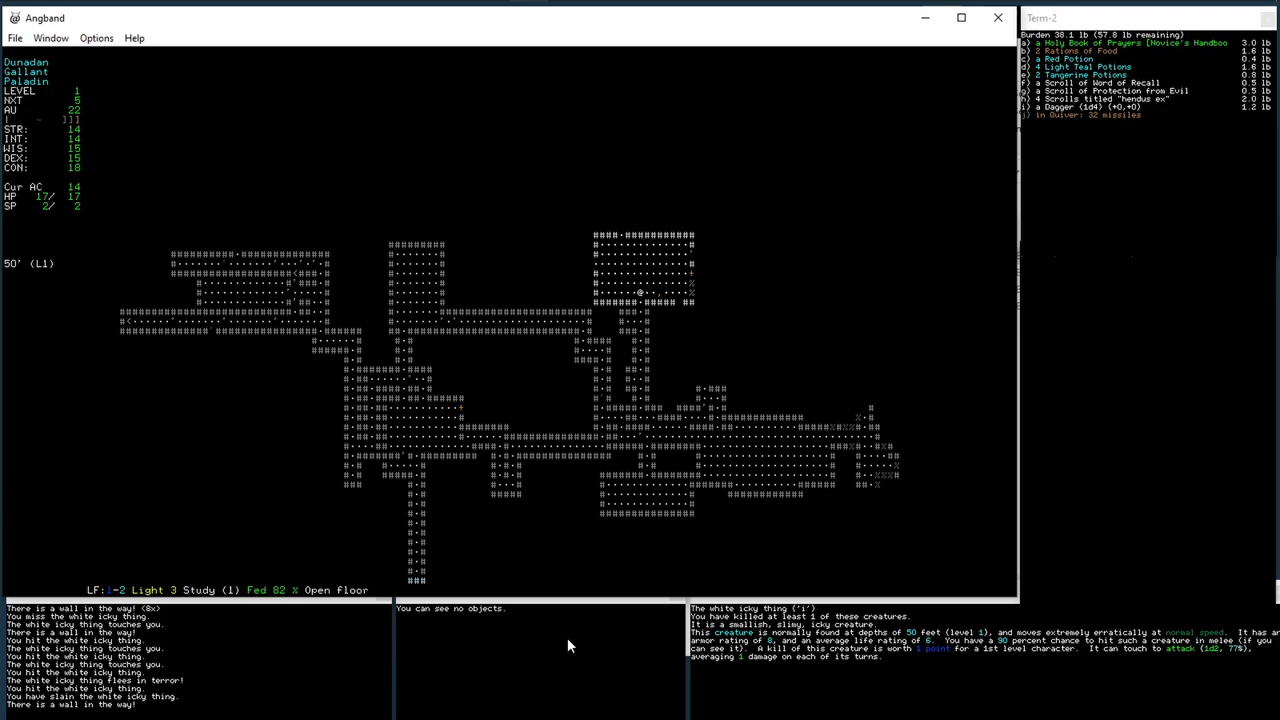 Angband
Term-2
File Window Options Help
Burden 38.1 lb (57.8 lb remaining)
a) a Holy Book of Prayers [Novice's Handboo 3.0 lb
b) 2 Rations of Food 1.6 lb
c) a Red Potion 0.4 lb
d) 4 Light Teal Potions 1.6 lb
e) 2 Tangerine Potions 0.8 lb
f) a Scroll of Word of Recall 0.5 lb
g) a Scroll of Protection from Evil 0.5 lb
h) 4 Scrolls titled "hendus ex" 2.0 lb
i) a Dagger (1d4) (+0,+0) 1.2 lb
j) in Quiver: 32 missiles
Dunadan
Gallant
Paladin
LEVEL 1
NXT 5
AU 22
| ~ ]]]
STR: 14
INT: 14
WIS: 15
DEX: 15
CON: 18
Cur AC 14
HP 17/ 17
SP 2/ 2
50' (L1)
LF:1-2 Light 3 Study (1) Fed 82 % Open floor
There is a wall in the way! <8x>
You miss the white icky thing.
The white icky thing touches you.
There is a wall in the way!
You hit the white icky thing.
The white icky thing touches you.
You hit the white icky thing.
The white icky thing touches you.
You hit the white icky thing.
The white icky thing flees in terror!
You hit the white icky thing.
You have slain the white icky thing.
There is a wall in the way!
You can see no objects.
The white icky thing ('i')
You have killed at least 1 of these creatures.
It is a smallish, slimy, icky creature.
This creature is normally found at depths of 50 feet (level 1), and moves extremely erratically at normal speed. It has an
armor rating of 8, and an average life rating of 6. You have a 90 percent chance to hit such a creature in melee (if you
can see it). A kill of this creature is worth 1 point for a 1st level character. It can touch to attack (1d2, 77%),
averaging 1 damage on each of its turns.